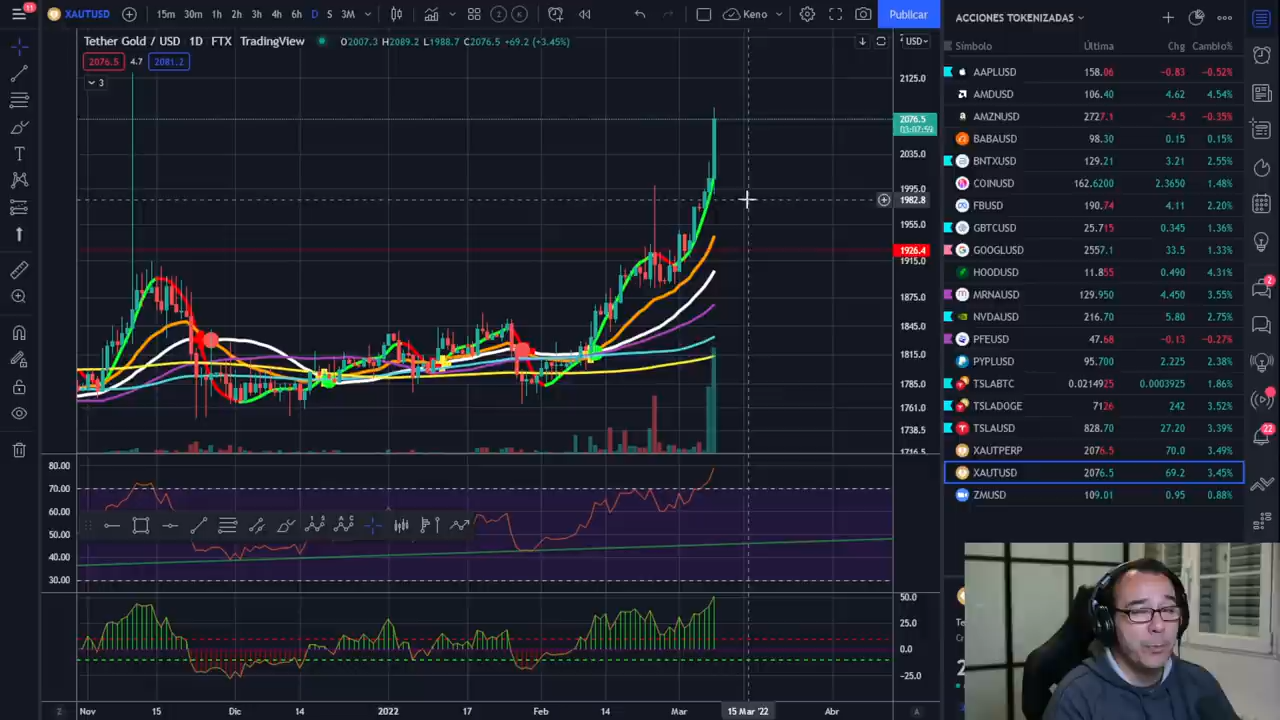 11
XAUTUSD
15m 30m 1h 2h 3h 4h 6h D S 3M
Keno
Publicar
ACCIONES TOKENIZADAS
Tether Gold / USD 1D FTX TradingView
O2007.3 H2089.2 L1988.7 C2076.5 +69.2 (+3.45%)
USD
2076.5 4.7 2081.2
3
Símbolo Última Chg Cambio%
AAPLUSD 158.06 −0.83 −0.52%
AMDUSD 106.40 4.62 4.54%
AMZNUSD 2727.1 −9.5 −0.35%
BABAUSD 98.30 0.15 0.15%
BNTXUSD 129.21 3.21 2.55%
COINUSD 162.6200 2.3650 1.48%
FBUSD 190.74 4.11 2.20%
GBTCUSD 25.715 0.345 1.36%
GOOGLUSD 2557.1 33.5 1.33%
HOODUSD 11.855 0.490 4.31%
MRNAUSD 129.950 4.450 3.55%
NVDAUSD 216.70 5.80 2.75%
PFEUSD 47.68 −0.13 −0.27%
PYPLUSD 95.700 2.225 2.38%
TSLABTC 0.0214925 0.0003925 1.86%
TSLADOGE 7126 242 3.52%
TSLAUSD 828.70 27.20 3.39%
XAUTPERP 2076.5 70.0 3.49%
XAUTUSD 2076.5 69.2 3.45%
ZMUSD 109.01 0.95 0.88%
2
22
2125.0
2076.5
03:07:59
2035.0
1995.0
1982.8
1955.0
1926.4
1915.0
1875.0
1845.0
1815.0
1785.0
1761.0
1738.5
1716.5
80.00
70.00
60.00
50.00
40.00
30.00
50.0
25.0
0.0
−25.0
Nov 15 Dic 14 2022 17 Feb 14 Mar 15 Mar '22 Abr